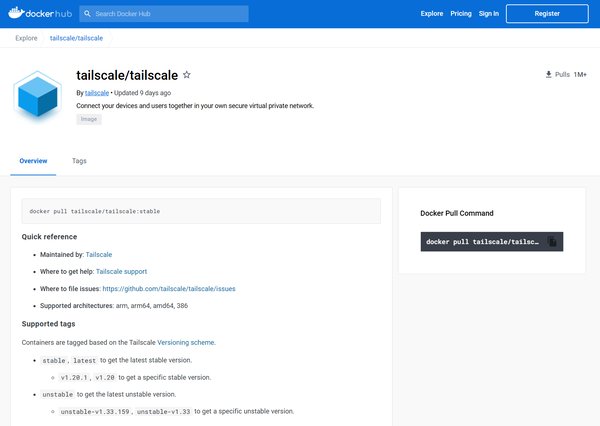 dockerhub
Search Docker Hub
Explore Pricing Sign In Register
Explore tailscale/tailscale
tailscale/tailscale
Pulls 1M+
By tailscale • Updated 9 days ago
Connect your devices and users together in your own secure virtual private network.
Image
Overview Tags
docker pull tailscale/tailscale:stable
Quick reference
• Maintained by: Tailscale
• Where to get help: Tailscale support
• Where to file issues: https://github.com/tailscale/tailscale/issues
• Supported architectures: arm, arm64, amd64, 386
Supported tags
Containers are tagged based on the Tailscale Versioning scheme.
• stable, latest to get the latest stable version.
◦ v1.20.1, v1.20 to get a specific stable version.
• unstable to get the latest unstable version.
◦ unstable-v1.33.159, unstable-v1.33 to get a specific unstable version.
Docker Pull Command
docker pull tailscale/tailsc…